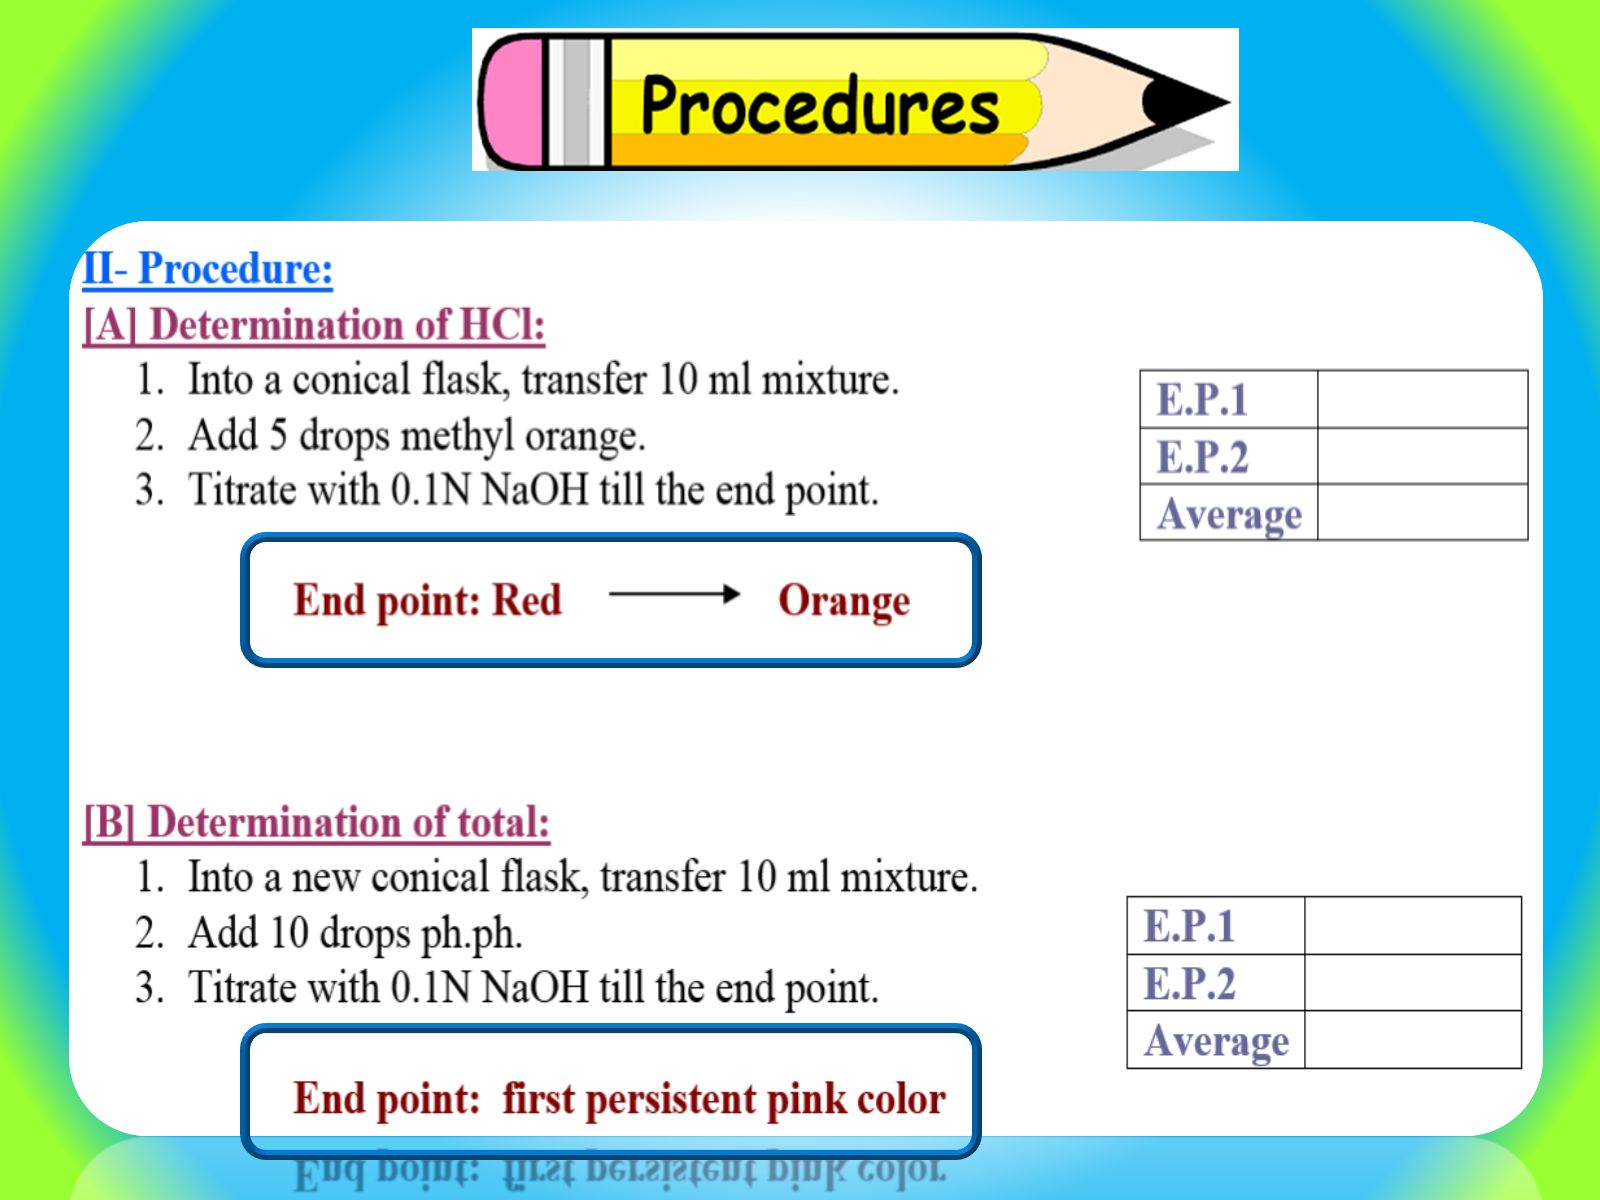 Procedures
II- Procedure:
[A] Determination of HCl:
1. Into a conical flask, transfer 10 ml mixture.
2. Add 5 drops methyl orange.
3. Titrate with 0.1N NaOH till the end point.
E.P.1
E.P.2
Average
End point: Red → Orange
[B] Determination of total:
1. Into a new conical flask, transfer 10 ml mixture.
2. Add 10 drops ph.ph.
3. Titrate with 0.1N NaOH till the end point.
E.P.1
E.P.2
Average
End point: first persistent pink color